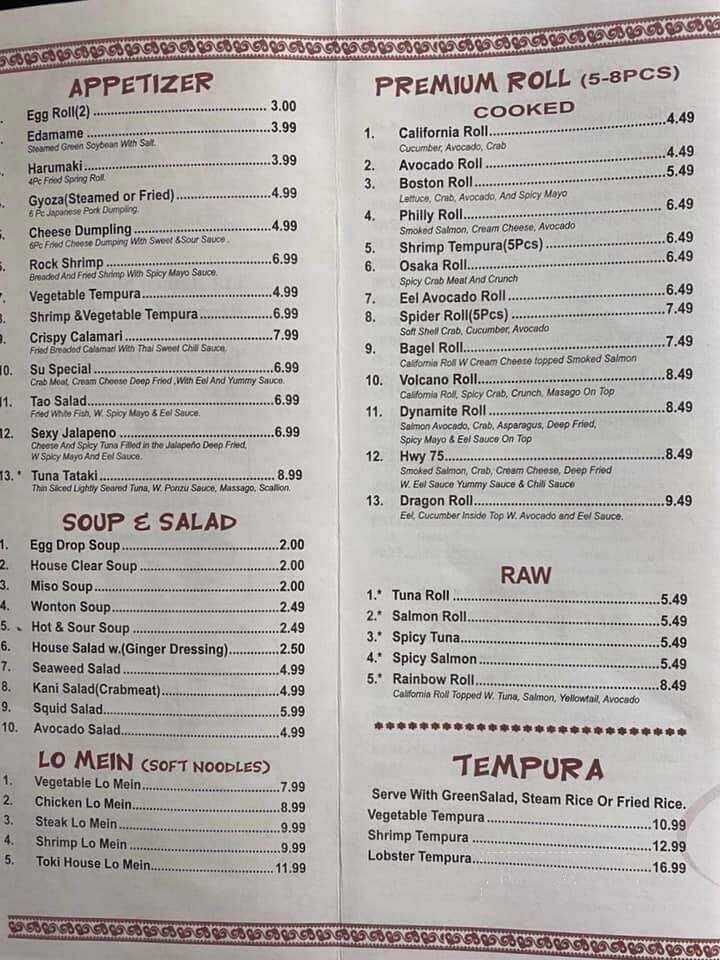 APPETIZER
Egg Roll(2) 3.00
Edamame 3.99
Steamed Green Soybean With Salt.
Harumaki 3.99
4Pc Fried Spring Roll.
Gyoza(Steamed or Fried) 4.99
6 Pc Japanese Pork Dumpling.
Cheese Dumpling 4.99
6Pc Fried Cheese Dumping With Sweet &Sour Sauce .
Rock Shrimp 6.99
Breaded And Fried Shrimp With Spicy Mayo Sauce.
Vegetable Tempura 4.99
Shrimp &Vegetable Tempura 6.99
Crispy Calamari 7.99
Fried Breaded Calamari With Thai Sweet Chili Sauce.
10. Su Special 6.99
Crab Meat, Cream Cheese Deep Fried ,With Eel And Yummy Sauce.
11. Tao Salad 6.99
Fried White Fish, W. Spicy Mayo & Eel Sauce.
12. Sexy Jalapeno 6.99
Cheese And Spicy Tuna Filled in the Jalapeño Deep Fried,
W Spicy Mayo And Eel Sauce.
13. * Tuna Tataki 8.99
Thin Sliced Lightly Seared Tuna, W. Ponzu Sauce, Massago, Scallion.
SOUP & SALAD
1. Egg Drop Soup 2.00
2. House Clear Soup 2.00
3. Miso Soup 2.00
4. Wonton Soup 2.49
5. Hot & Sour Soup 2.49
6. House Salad w.(Ginger Dressing) 2.50
7. Seaweed Salad 4.99
8. Kani Salad(Crabmeat) 4.99
9. Squid Salad 5.99
10. Avocado Salad 4.99
LO MEIN (SOFT NOODLES)
1. Vegetable Lo Mein 7.99
2. Chicken Lo Mein 8.99
3. Steak Lo Mein 9.99
4. Shrimp Lo Mein 9.99
5. Toki House Lo Mein 11.99
PREMIUM ROLL (5-8PCS)
COOKED
1. California Roll 4.49
Cucumber, Avocado, Crab
2. Avocado Roll 4.49
3. Boston Roll 5.49
Lettuce, Crab, Avocado, And Spicy Mayo
4. Philly Roll 6.49
Smoked Salmon, Cream Cheese, Avocado
5. Shrimp Tempura(5Pcs) 6.49
6. Osaka Roll 6.49
Spicy Crab Meat And Crunch
7. Eel Avocado Roll 6.49
8. Spider Roll(5Pcs) 7.49
Soft Shell Crab, Cucumber, Avocado
9. Bagel Roll 7.49
California Roll W Cream Cheese topped Smoked Salmon
10. Volcano Roll 8.49
California Roll, Spicy Crab, Crunch, Masago On Top
11. Dynamite Roll 8.49
Salmon Avocado, Crab, Asparagus, Deep Fried,
Spicy Mayo & Eel Sauce On Top
12. Hwy 75 8.49
Smoked Salmon, Crab, Cream Cheese, Deep Fried
W. Eel Sauce Yummy Sauce & Chili Sauce
13. Dragon Roll 9.49
Eel, Cucumber Inside Top W. Avocado and Eel Sauce.
RAW
1.* Tuna Roll 5.49
2.* Salmon Roll 5.49
3.* Spicy Tuna 5.49
4.* Spicy Salmon 5.49
5.* Rainbow Roll 8.49
California Roll Topped W. Tuna, Salmon, Yellowtail, Avocado
TEMPURA
Serve With GreenSalad, Steam Rice Or Fried Rice.
Vegetable Tempura 10.99
Shrimp Tempura 12.99
Lobster Tempura 16.99